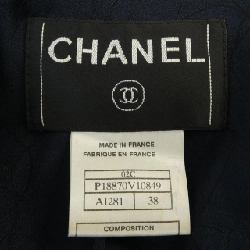 CHANEL
MADE IN FRANCE
FABRIQUE EN FRANCE
02C
P18870V10849
A1281 38
COMPOSITION